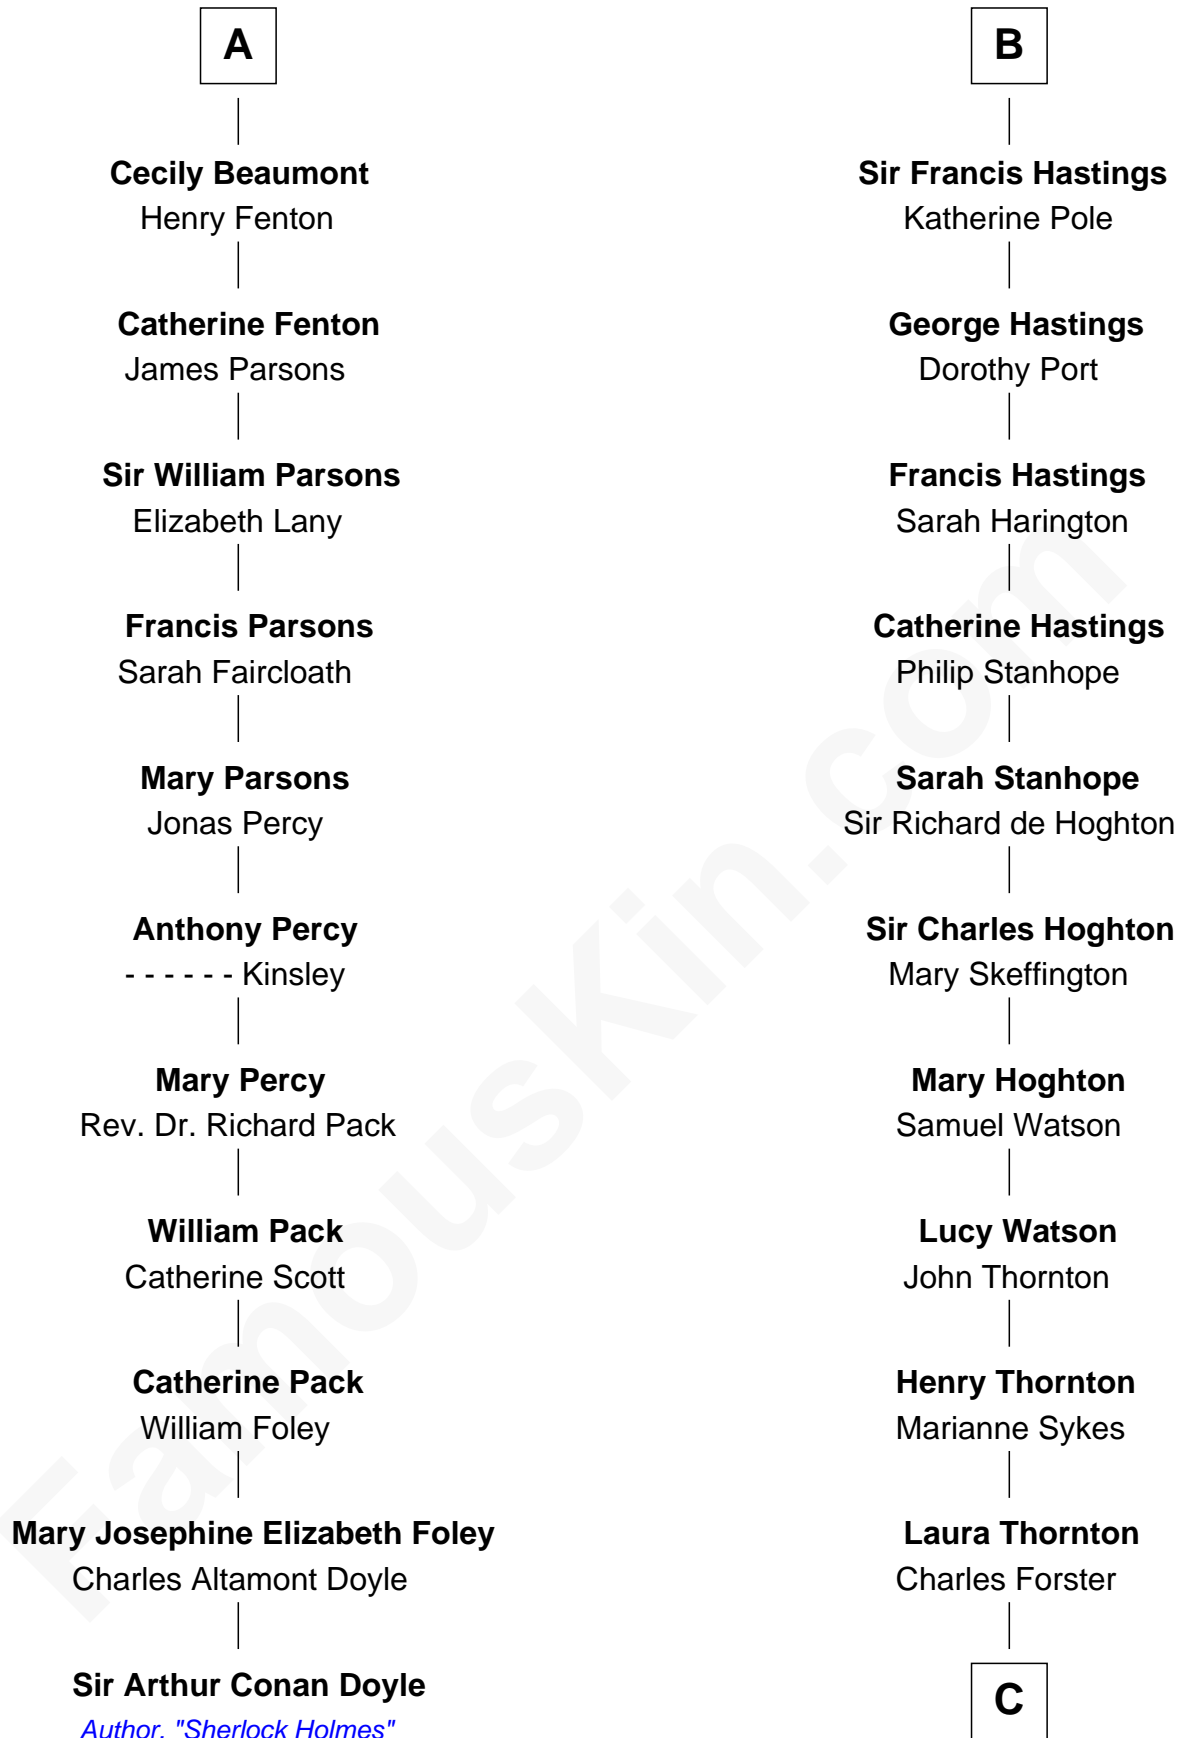 A
Cecily Beaumont
Henry Fenton
Catherine Fenton
James Parsons
Sir William Parsons
Elizabeth Lany
Francis Parsons
Sarah Faircloath
Mary Parsons
Jonas Percy
Anthony Percy
- - - - - - Kinsley
Mary Percy
Rev. Dr. Richard Pack
William Pack
Catherine Scott
Catherine Pack
William Foley
Mary Josephine Elizabeth Foley
Charles Altamont Doyle
Sir Arthur Conan Doyle
Author, "Sherlock Holmes"
B
Sir Francis Hastings
Katherine Pole
George Hastings
Dorothy Port
Francis Hastings
Sarah Harington
Catherine Hastings
Philip Stanhope
Sarah Stanhope
Sir Richard de Hoghton
Sir Charles Hoghton
Mary Skeffington
Mary Hoghton
Samuel Watson
Lucy Watson
John Thornton
Henry Thornton
Marianne Sykes
Laura Thornton
Charles Forster
C
FamousKin.com